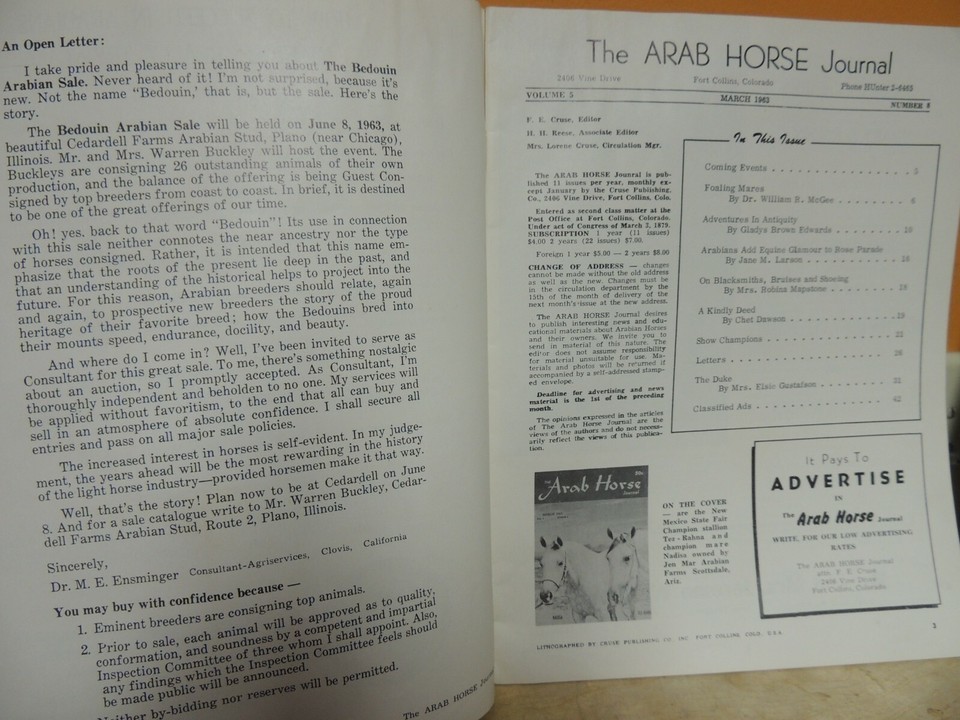 An Open Letter:
I take pride and pleasure in telling you about The Bedouin
Arabian Sale. Never heard of it! I'm not surprised, because it's
new. Not the name "Bedouin,' that is, but the sale. Here's the
story.
The Bedouin Arabian Sale will be held on June 8, 1963, at
beautiful Cedardell Farms Arabian Stud, Plano (near Chicago),
Illinois. Mr. and Mrs. Warren Buckley will host the event. The
Buckleys are consigning 26 outstanding animals of their own
production, and the balance of the offering is being Guest Con-
signed by top breeders from coast to coast. In brief, it is destined
to be one of the great offerings of our time.
Oh! yes. back to that word "Bedouin"! Its use in connection
with this sale neither connotes the near ancestry nor the type
of horses consigned. Rather, it is intended that this name em-
phasize that the roots of the present lie deep in the past, and
that an understanding of the historical helps to project into the
future. For this reason, Arabian breeders should relate, again
and again, to prospective new breeders the story of the proud
heritage of their favorite breed; how the Bedouins bred into
their mounts speed, endurance, docility, and beauty.
And where do I come in? Well, I've been invited to serve as
Consultant for this great sale. To me, there's something nostalgic
about an auction, so I promptly accepted. As Consultant, I'm
thoroughly independent and beholden to no one. My services will
be applied without favoritism, to the end that all can buy and
sell in an atmosphere of absolute confidence. I shall secure all
entries and pass on all major sale policies.
The increased interest in horses is self-evident. In my judge-
ment, the years ahead will be the most rewarding in the history
of the light horse industry—provided horsemen make it that way.
Well, that's the story! Plan now to be at Cedardell on June
8. And for a sale catalogue write to Mr. Warren Buckley, Cedar-
dell Farms Arabian Stud, Route 2, Plano, Illinois.
Sincerely,
Dr. M. E. Ensminger Consultant-Agriservices, Clovis, California
You may buy with confidence because —
1. Eminent breeders are consigning top animals.
2. Prior to sale, each animal will be approved as to quality,
conformation, and soundness by a competent and impartial
Inspection Committee of three whom I shall appoint. Also,
any findings which the Inspection Committee feels should
be made public will be announced.
Neither by-bidding nor reserves will be permitted.
The ARAB HORSE
The ARAB HORSE Journal
2406 Vine Drive Fort Collins, Colorado Phone HUnter 2-6465
VOLUME 5 MARCH 1963 NUMBER 8
F. E. Cruse, Editor
H. H. Reese, Associate Editor
Mrs. Lorene Cruse, Circulation Mgr.
The ARAB HORSE Jounral is pub-
lished 11 issues per year, monthly ex-
cept January by the Cruse Publishing
Co., 2406 Vine Drive, Fort Collins, Colo.
Entered as second class matter at the
Post Office at Fort Collins, Colorado.
Under act of Congress of March 3, 1879.
SUBSCRIPTION 1 year (11 issues)
$4.00 2 years (22 issues) $7.00.
Foreign 1 year $5.00 — 2 years $8.00
CHANGE OF ADDRESS — changes
cannot be made without the old address
as well as the new. Changes must be
in the circulation department by the
15th of the month of delivery of the
next month's issue at the new address.
The ARAB HORSE Journal desires
to publish interesting news and edu-
cational materials about Arabian Horses
and their owners. We invite you to
send in material of this nature. The
editor does not assume responsibility
for material unsuitable for use. Ma-
terials and photos will be returned if
accompanied by a self-addressed stamp-
ed envelope.
Deadline for advertising and news
material is the 1st of the preceding
month.
The opinions expressed in the articles
of The Arab Horse Journal are the
views of the authors and do not neces-
sarily reflect the views of this publica-
tion.
In This Issue
Coming Events 5
Foaling Mares
By Dr. William R. McGee 6
Adventures In Antiquity
By Gladys Brown Edwards
Arabians Add Equine Glamour to Rose Parade
By Jane M. Larson
On Blacksmiths, Bruises and Shoeing
By Mrs. Robina Mapstone
A Kindly Deed
By Chet Dawson
Show Champions
Letters
The Duke
By Mrs. Elsie Gustafson
Classified Ads 42
The Arab Horse Journal
ON THE COVER
— are the New
Mexico State Fair
Champion stallion
Tez-Rahna and
champion mare
Nadisa owned by
Jen Mar Arabian
Farms Scottsdale,
Ariz.
It Pays To
ADVERTISE
IN
The Arab Horse Journal
WRITE FOR OUR LOW ADVERTISING
RATES
The ARAB HORSE Journal
F. E. Cruse
2406 Vine Drive
Fort Collins, Colorado
LITHOGRAPHED BY CRUSE PUBLISHING CO. INC. FORT COLLINS, COLO. U.S.A.
3